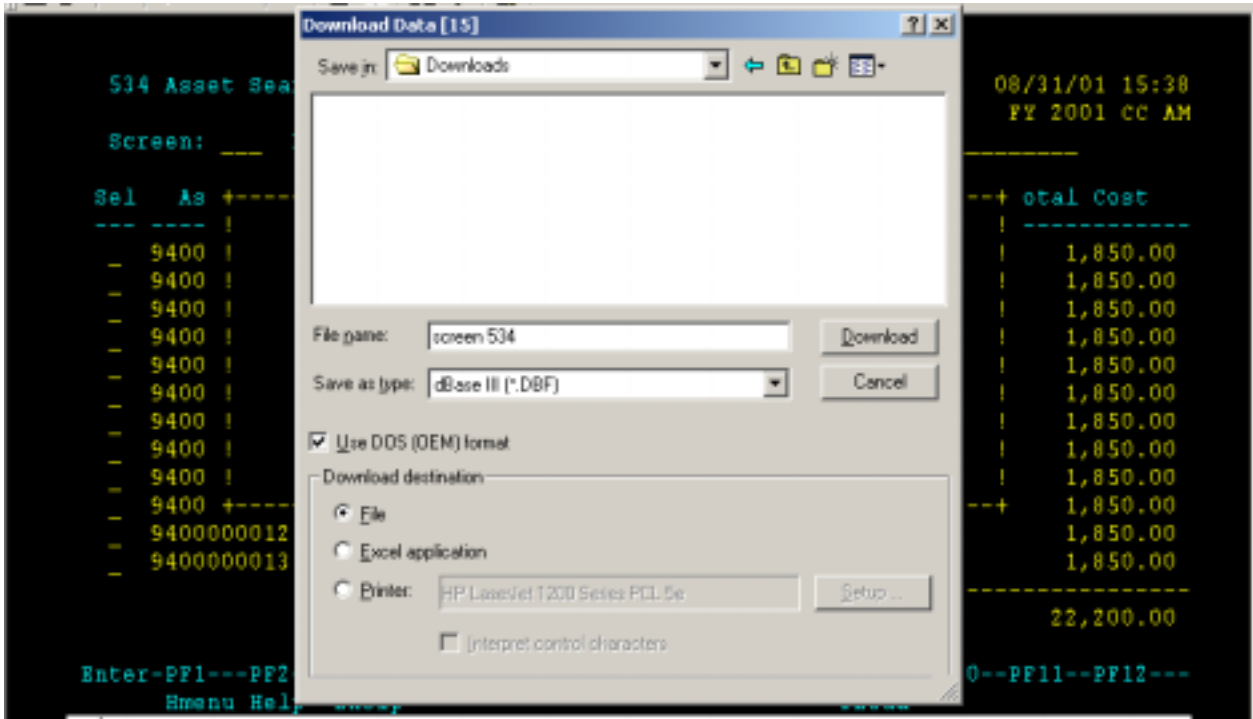 Download Data [15]
Save in: Downloads
534 Asset Sea
08/31/01 15:38
FY 2001 CC AM
Screen: ___
Sel As +---- --+ otal Cost
--- ---- ! ! ------------
_ 9400 ! ! 1,850.00
_ 9400 ! ! 1,850.00
_ 9400 ! ! 1,850.00
_ 9400 ! ! 1,850.00
_ 9400 ! ! 1,850.00
_ 9400 ! ! 1,850.00
_ 9400 ! ! 1,850.00
_ 9400 ! ! 1,850.00
_ 9400 ! ! 1,850.00
_ 9400 +---- --+ 1,850.00
_ 9400000012 1,850.00
_ 9400000013 1,850.00
22,200.00
File name: screen 534
Download
Save as type: dBase III (*.DBF)
Cancel
Use DOS (OEM) format
Download destination
File
Excel application
Printer: HP LaserJet 1200 Series PCL 5e
Setup ...
Interpret control characters
Enter-PF1---PF2 0--PF11--PF12---
Hmenu Help